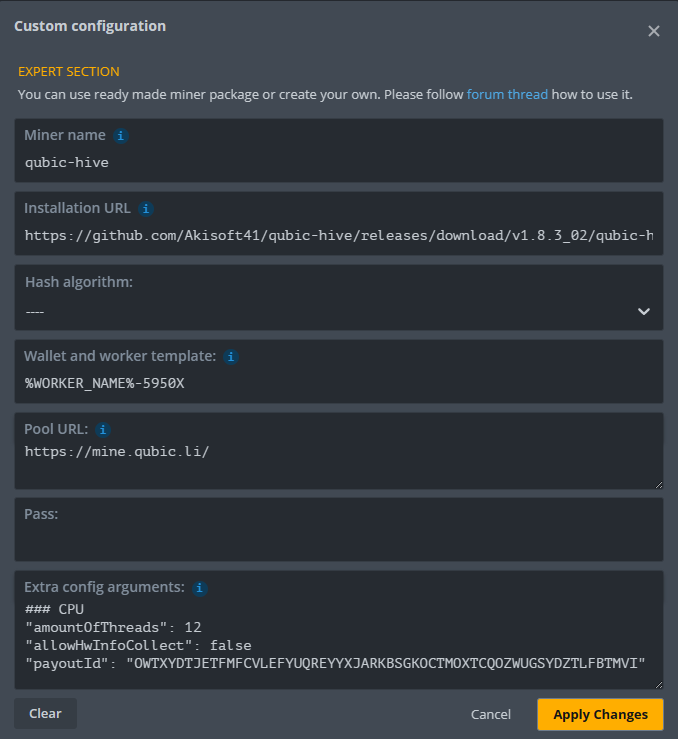 Custom configuration
EXPERT SECTION
You can use ready made miner package or create your own. Please follow forum thread how to use it.
Miner name
qubic-hive
Installation URL
https://github.com/Akisoft41/qubic-hive/releases/download/v1.8.3_02/qubic-h
Hash algorithm:
----
Wallet and worker template:
%WORKER_NAME%-5950X
Pool URL:
https://mine.qubic.li/
Pass:
Extra config arguments:
### CPU
"amountOfThreads": 12
"allowHwInfoCollect": false
"payoutId": "OWTXYDTJETFMFCVLEFYUQREYYXJARKBSGKOCTMOXTCQOZWUGSYDZTLFBTMVI"
Clear
Cancel
Apply Changes